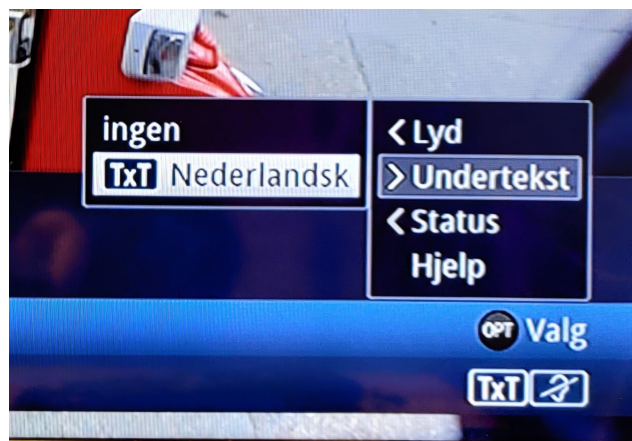 ingen
TxT Nederlandsk
< Lyd
> Undertekst
< Status
Hjelp
OPT Valg
TxT